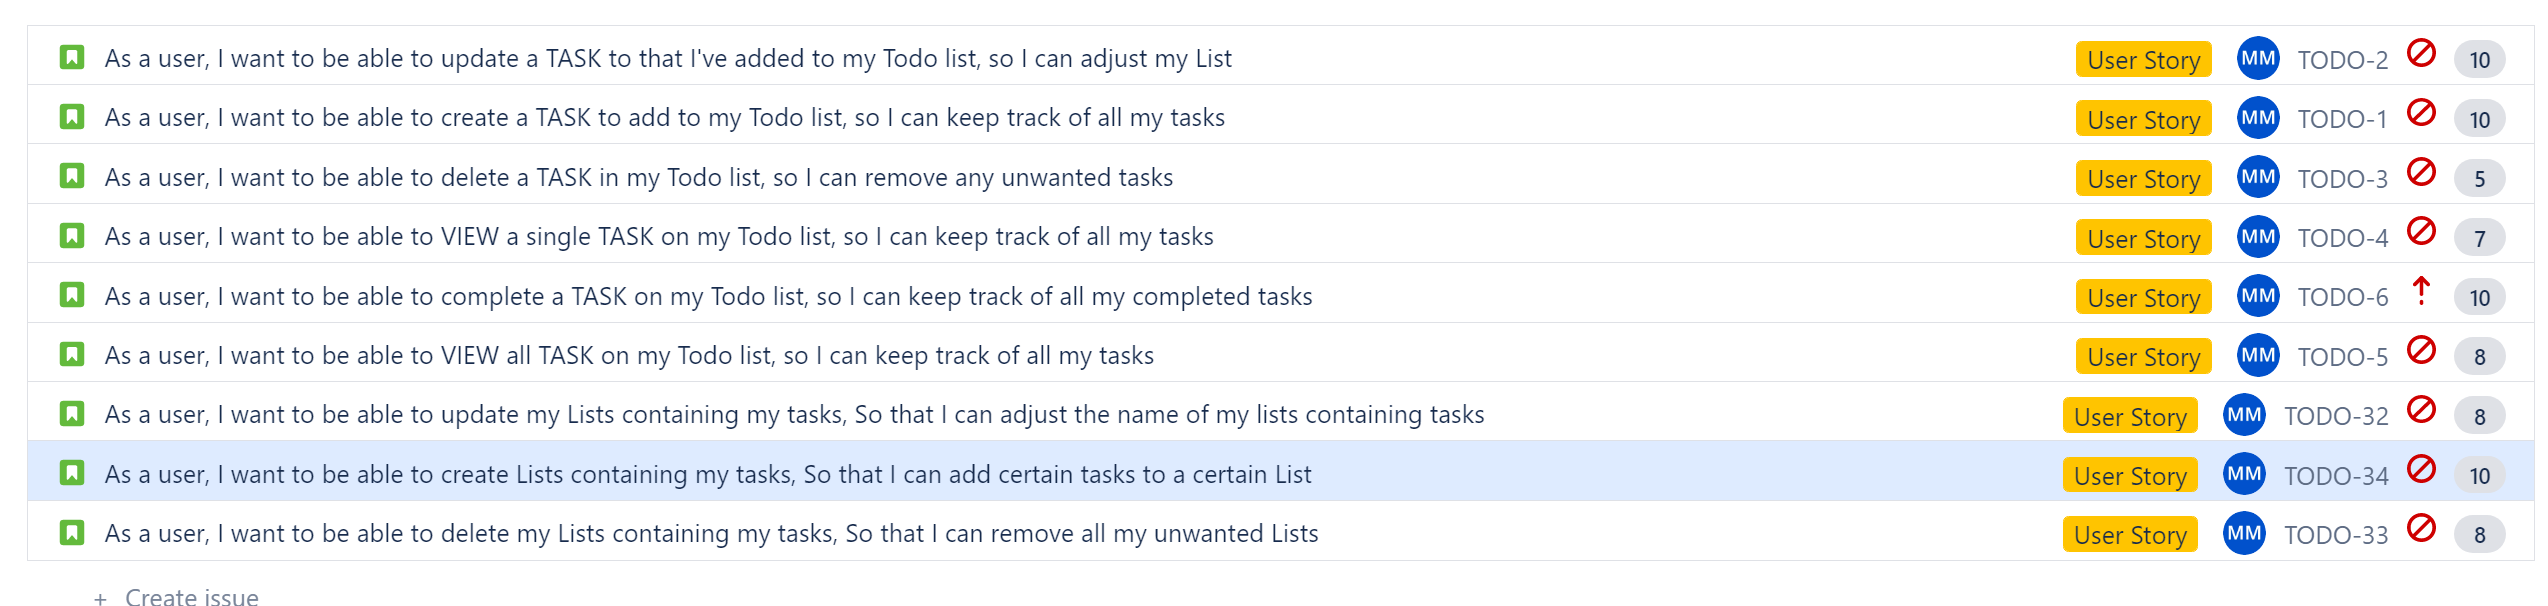 As a user, I want to be able to update a TASK to that I've added to my Todo list, so I can adjust my List User Story MM TODO-2 10
As a user, I want to be able to create a TASK to add to my Todo list, so I can keep track of all my tasks User Story MM TODO-1 10
As a user, I want to be able to delete a TASK in my Todo list, so I can remove any unwanted tasks User Story MM TODO-3 5
As a user, I want to be able to VIEW a single TASK on my Todo list, so I can keep track of all my tasks User Story MM TODO-4 7
As a user, I want to be able to complete a TASK on my Todo list, so I can keep track of all my completed tasks User Story MM TODO-6 10
As a user, I want to be able to VIEW all TASK on my Todo list, so I can keep track of all my tasks User Story MM TODO-5 8
As a user, I want to be able to update my Lists containing my tasks, So that I can adjust the name of my lists containing tasks User Story MM TODO-32 8
As a user, I want to be able to create Lists containing my tasks, So that I can add certain tasks to a certain List User Story MM TODO-34 10
As a user, I want to be able to delete my Lists containing my tasks, So that I can remove all my unwanted Lists User Story MM TODO-33 8
+ Create issue